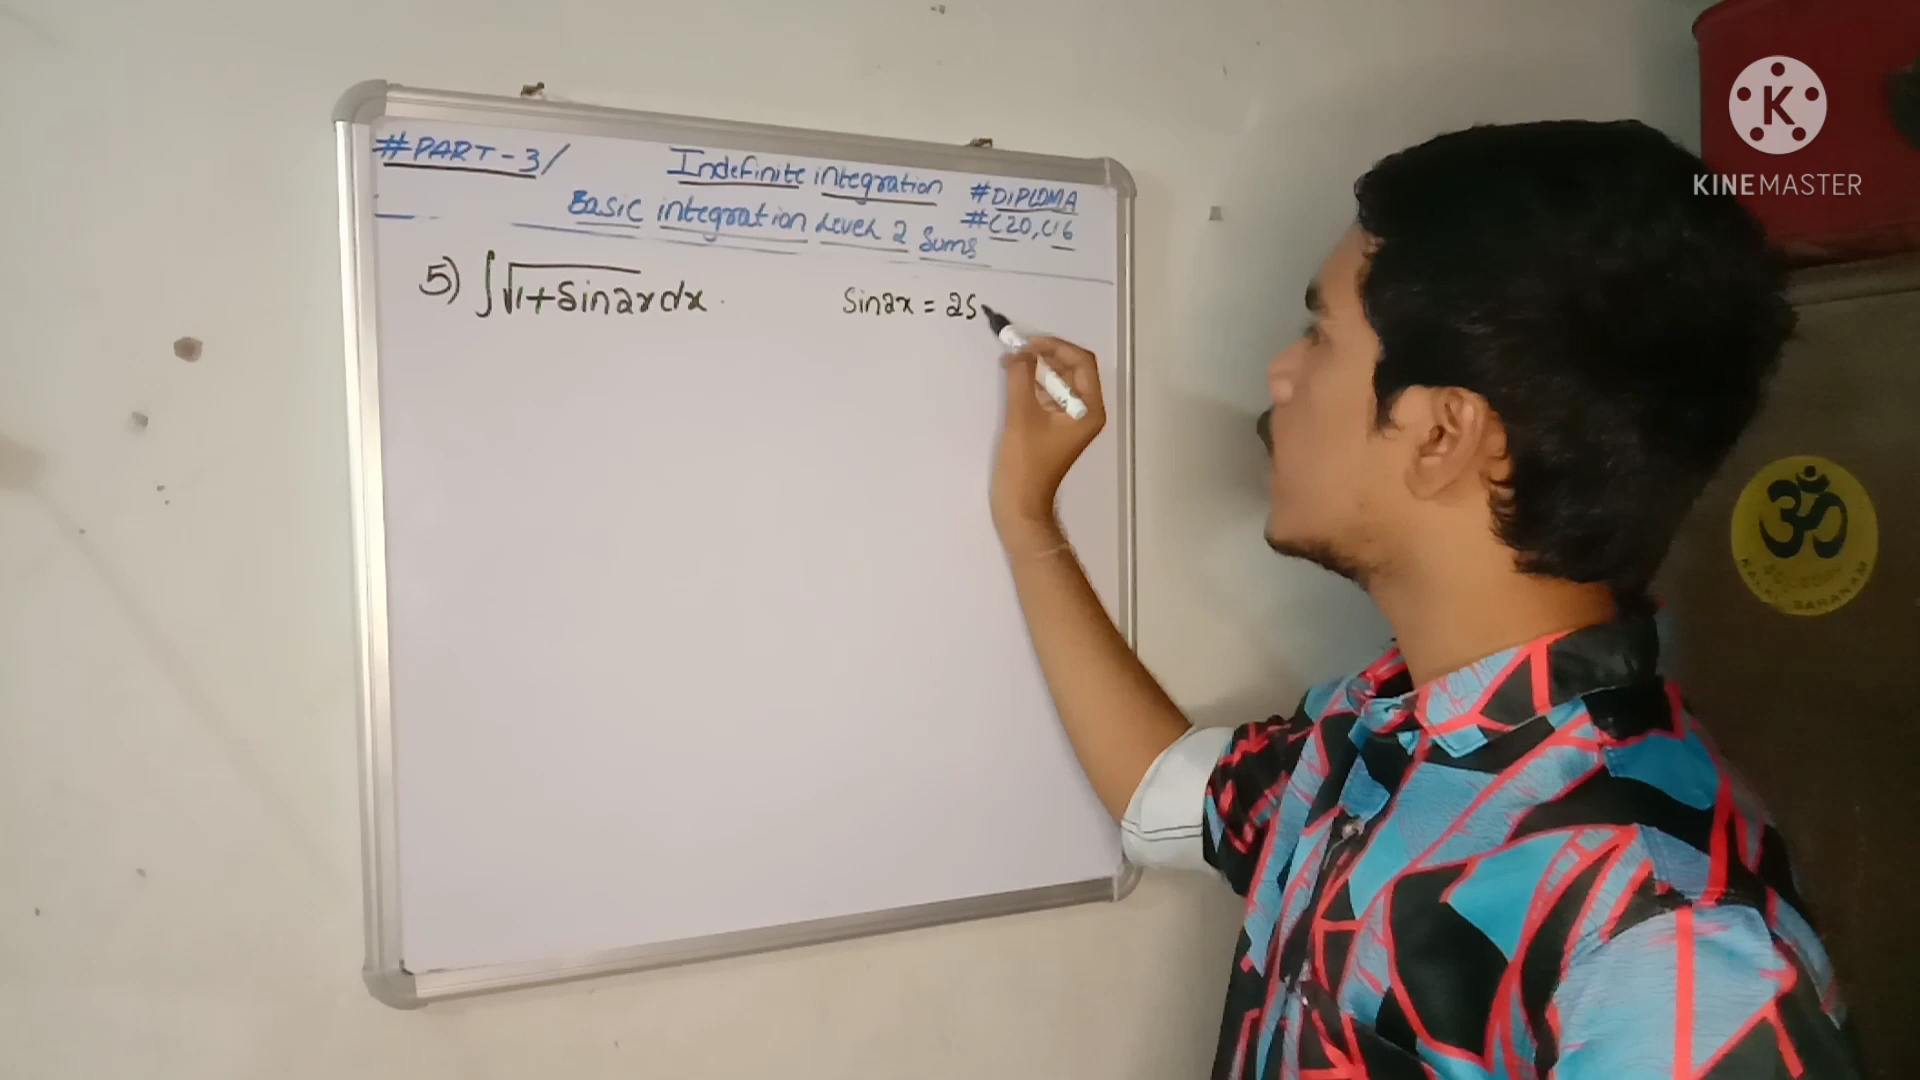 #PART-3/
Indefinite integration
#DIPLOMA
Basic integration Level 2 Sums
#C20, C16
5) ∫√1+Sin2x dx.
Sin2x = 2S
K
KINEMASTER
ॐ